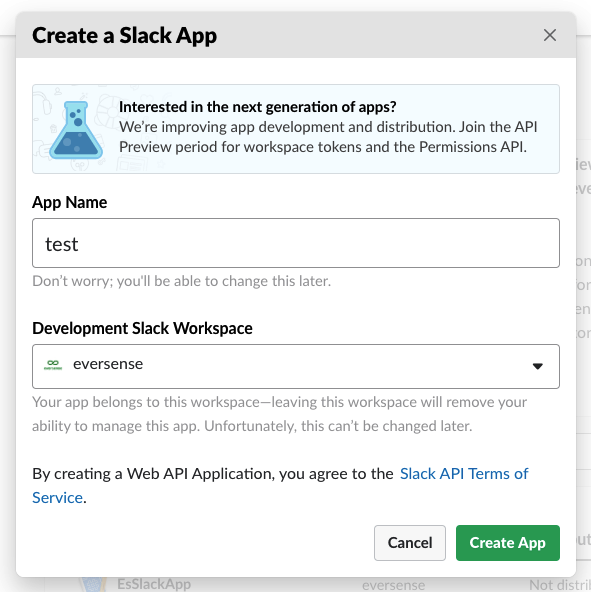 Create a Slack App
Interested in the next generation of apps?
We're improving app development and distribution. Join the API
Preview period for workspace tokens and the Permissions API.
App Name
test
Don't worry; you'll be able to change this later.
Development Slack Workspace
eversense
Your app belongs to this workspace—leaving this workspace will remove your
ability to manage this app. Unfortunately, this can't be changed later.
By creating a Web API Application, you agree to the Slack API Terms of
Service.
Cancel
Create App
EsSlackApp
eversense
Not distri